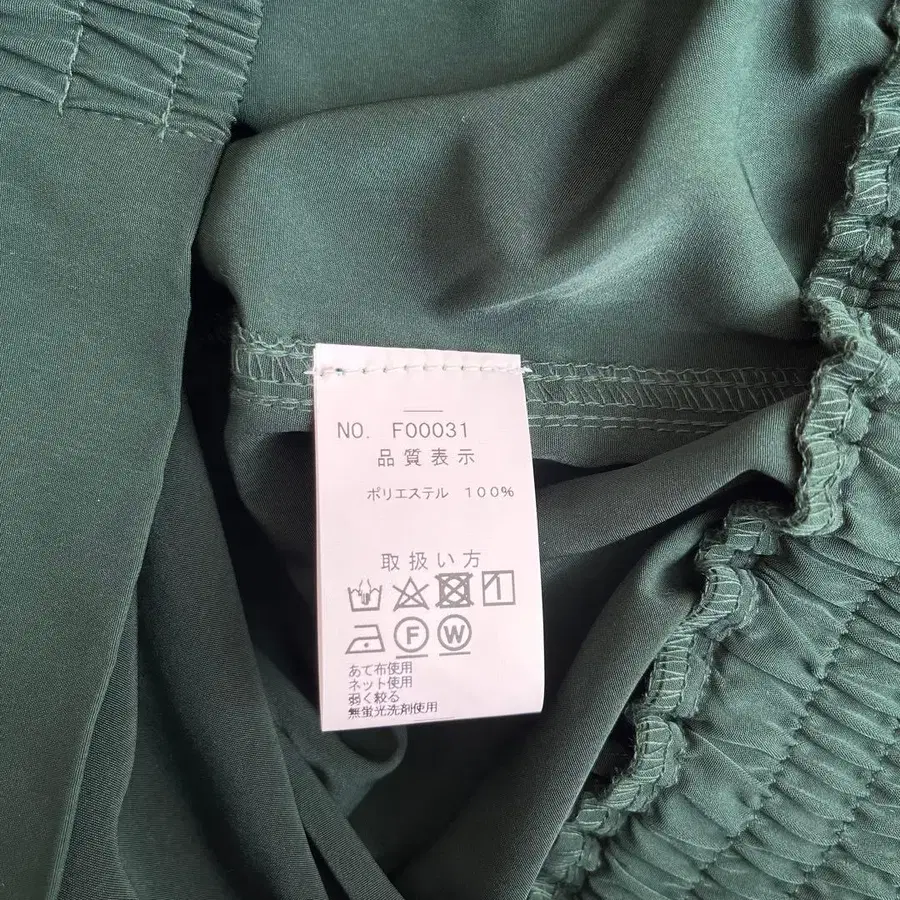 NO. F00031
品質表示
ポリエステル 100%
取扱い方
F W
あて布使用
ネット使用
弱く絞る
無蛍光洗剤使用